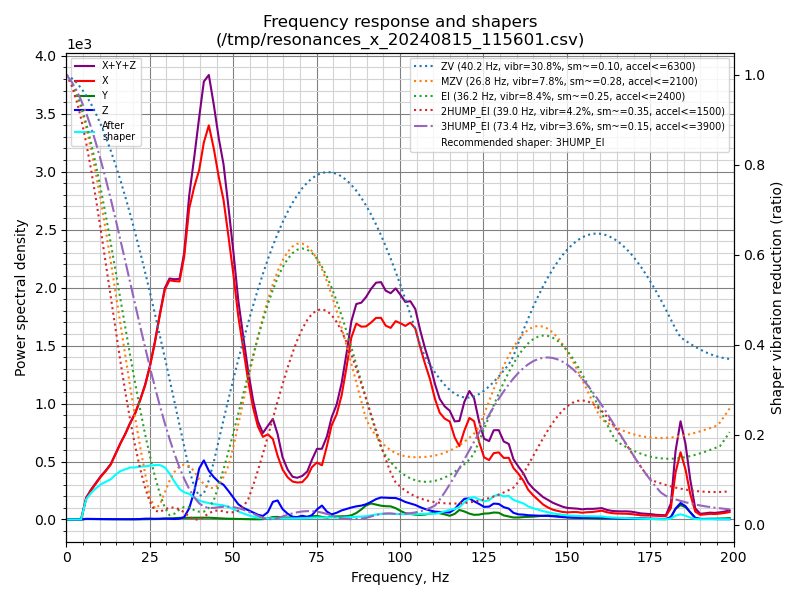 Frequency response and shapers
(/tmp/resonances_x_20240815_115601.csv)
1e3
X+Y+Z
X
Y
Z
After
shaper
ZV (40.2 Hz, vibr=30.8%, sm~=0.10, accel<=6300)
MZV (26.8 Hz, vibr=7.8%, sm~=0.28, accel<=2100)
EI (36.2 Hz, vibr=8.4%, sm~=0.25, accel<=2400)
2HUMP_EI (39.0 Hz, vibr=4.2%, sm~=0.35, accel<=1500)
3HUMP_EI (73.4 Hz, vibr=3.6%, sm~=0.15, accel<=3900)
Recommended shaper: 3HUMP_EI
Power spectral density
4.0
3.5
3.0
2.5
2.0
1.5
1.0
0.5
0.0
1.0
0.8
0.6
0.4
0.2
0.0
Shaper vibration reduction (ratio)
0 25 50 75 100 125 150 175 200
Frequency, Hz